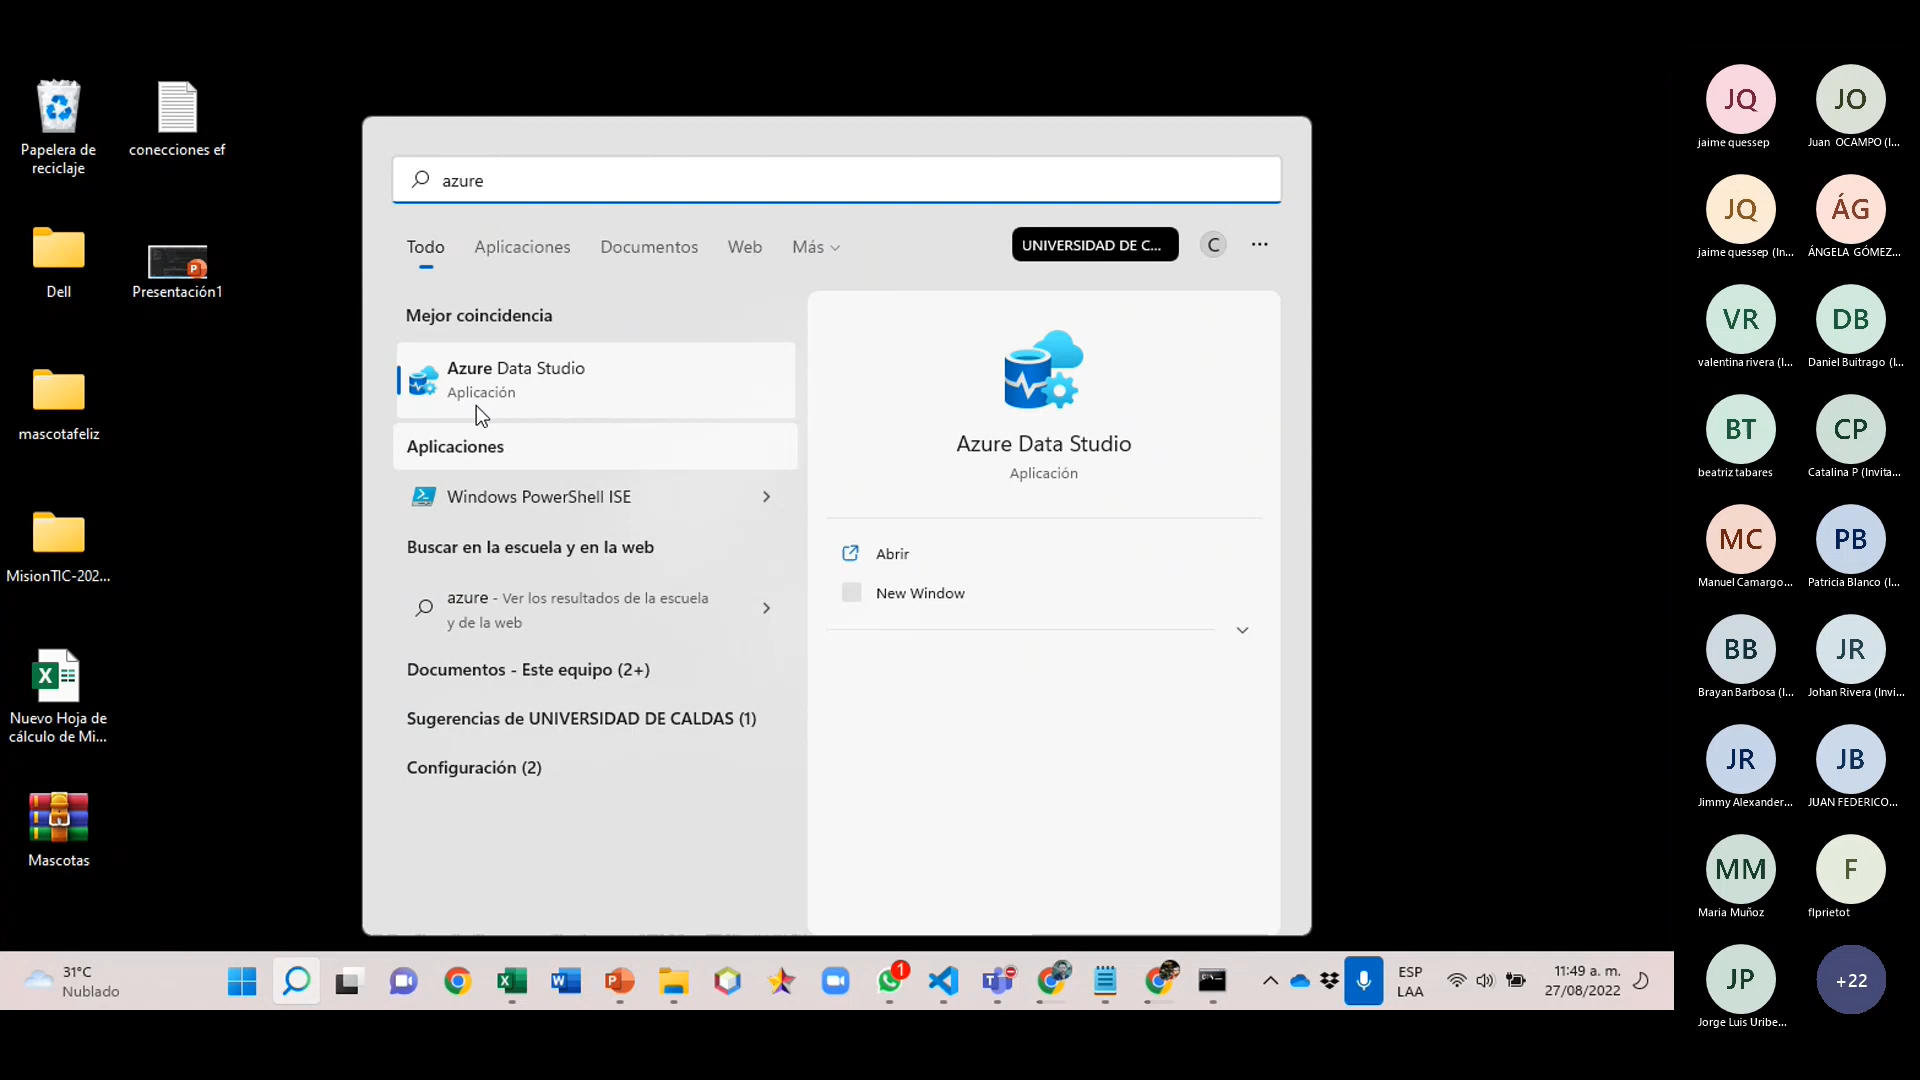 Papelera de
reciclaje
conecciones ef
Dell
Presentación1
mascotafeliz
MisionTIC-202...
Nuevo Hoja de
cálculo de Mi...
Mascotas
azure
Todo
Aplicaciones
Documentos
Web
Más
UNIVERSIDAD DE C...
C
Mejor coincidencia
Azure Data Studio
Aplicación
Aplicaciones
Windows PowerShell ISE
Buscar en la escuela y en la web
azure - Ver los resultados de la escuela
y de la web
Documentos - Este equipo (2+)
Sugerencias de UNIVERSIDAD DE CALDAS (1)
Configuración (2)
Azure Data Studio
Aplicación
Abrir
New Window
31°C
Nublado
1
ESP
LAA
11:49 a. m.
27/08/2022
JQ
jaime quessep
JO
Juan OCAMPO (I...
JQ
jaime quessep (In...
ÁG
ÁNGELA GÓMEZ...
VR
valentina rivera (I...
DB
Daniel Buitrago (I...
BT
beatriz tabares
CP
Catalina P (Invita...
MC
Manuel Camargo...
PB
Patricia Blanco (I...
BB
Brayan Barbosa (I...
JR
Johan Rivera (Invi...
JR
Jimmy Alexander...
JB
JUAN FEDERICO...
MM
Maria Muñoz
F
flprietot
JP
Jorge Luis Uribe...
+22